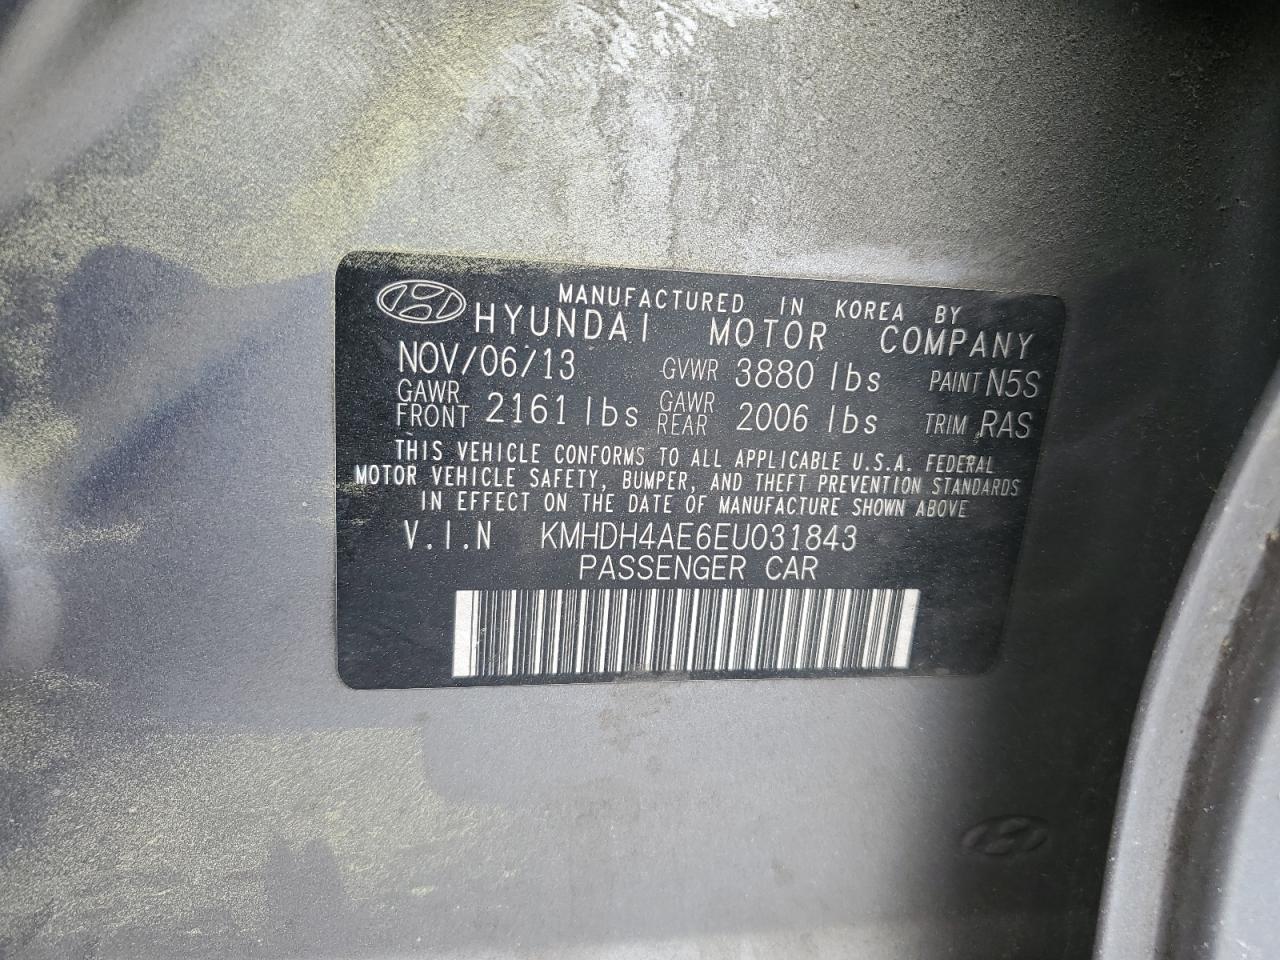 MANUFACTURED IN KOREA BY
HYUNDAI MOTOR COMPANY
NOV/06/13 GVWR 3880 lbs PAINT N5S
GAWR FRONT 2161 lbs GAWR REAR 2006 lbs TRIM RAS
THIS VEHICLE CONFORMS TO ALL APPLICABLE U.S.A. FEDERAL
MOTOR VEHICLE SAFETY, BUMPER, AND THEFT PREVENTION STANDARDS
IN EFFECT ON THE DATE OF MANUFACTURE SHOWN ABOVE
V.I.N KMHDH4AE6EU031843
PASSENGER CAR